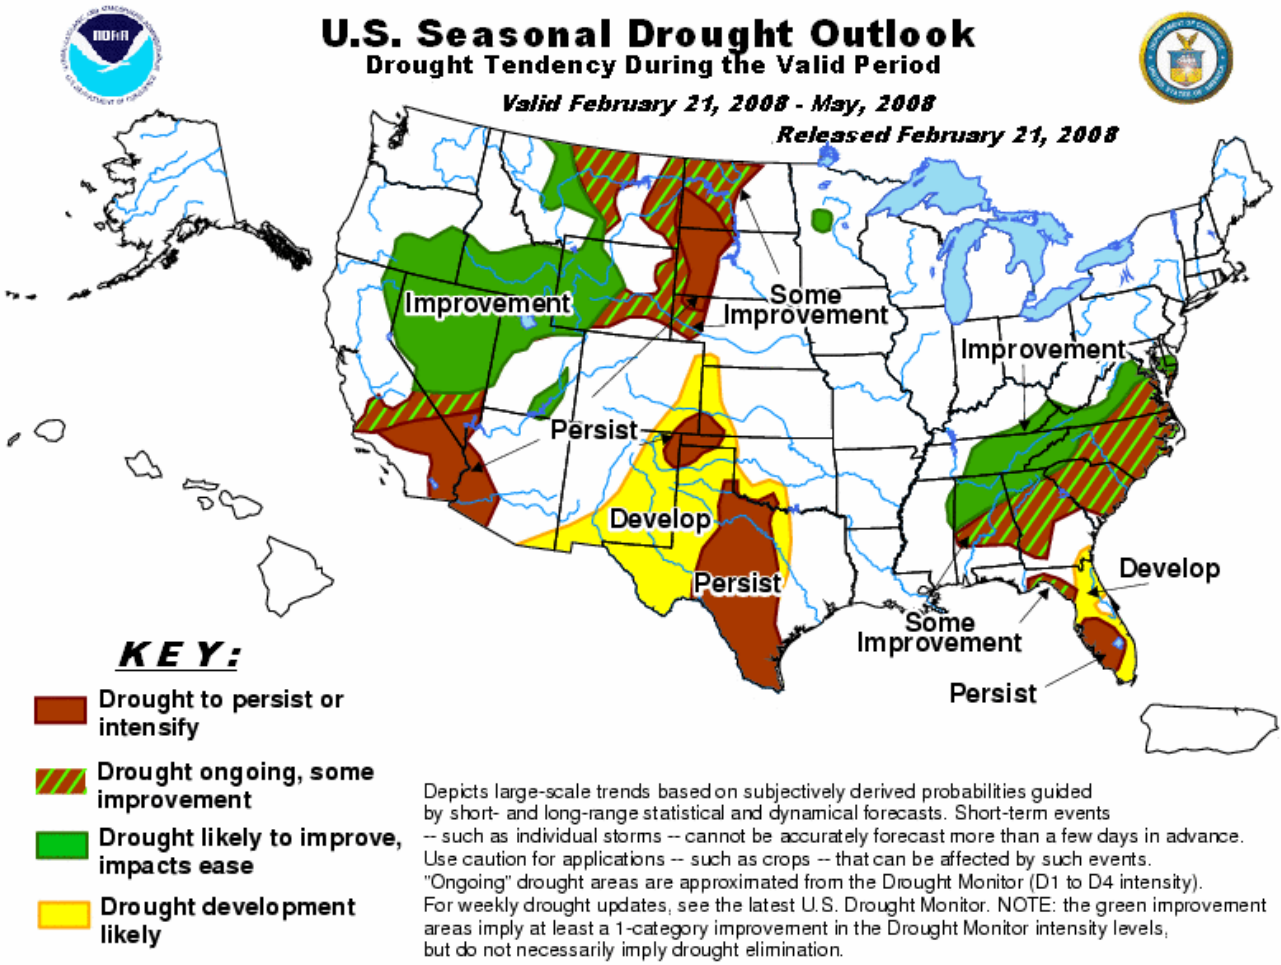 U.S. Seasonal Drought Outlook
Drought Tendency During the Valid Period
Valid February 21, 2008 - May, 2008
Released February 21, 2008
NOAA
Improvement
Some
Improvement
Improvement
Persist
Develop
Persist
Develop
Some
Improvement
Persist
KEY:
Drought to persist or
intensify
Drought ongoing, some
improvement
Drought likely to improve,
impacts ease
Drought development
likely
Depicts large-scale trends based on subjectively derived probabilities guided
by short- and long-range statistical and dynamical forecasts. Short-term events
-- such as individual storms -- cannot be accurately forecast more than a few days in advance.
Use caution for applications -- such as crops -- that can be affected by such events.
"Ongoing" drought areas are approximated from the Drought Monitor (D1 to D4 intensity).
For weekly drought updates, see the latest U.S. Drought Monitor. NOTE: the green improvement
areas imply at least a 1-category improvement in the Drought Monitor intensity levels,
but do not necessarily imply drought elimination.